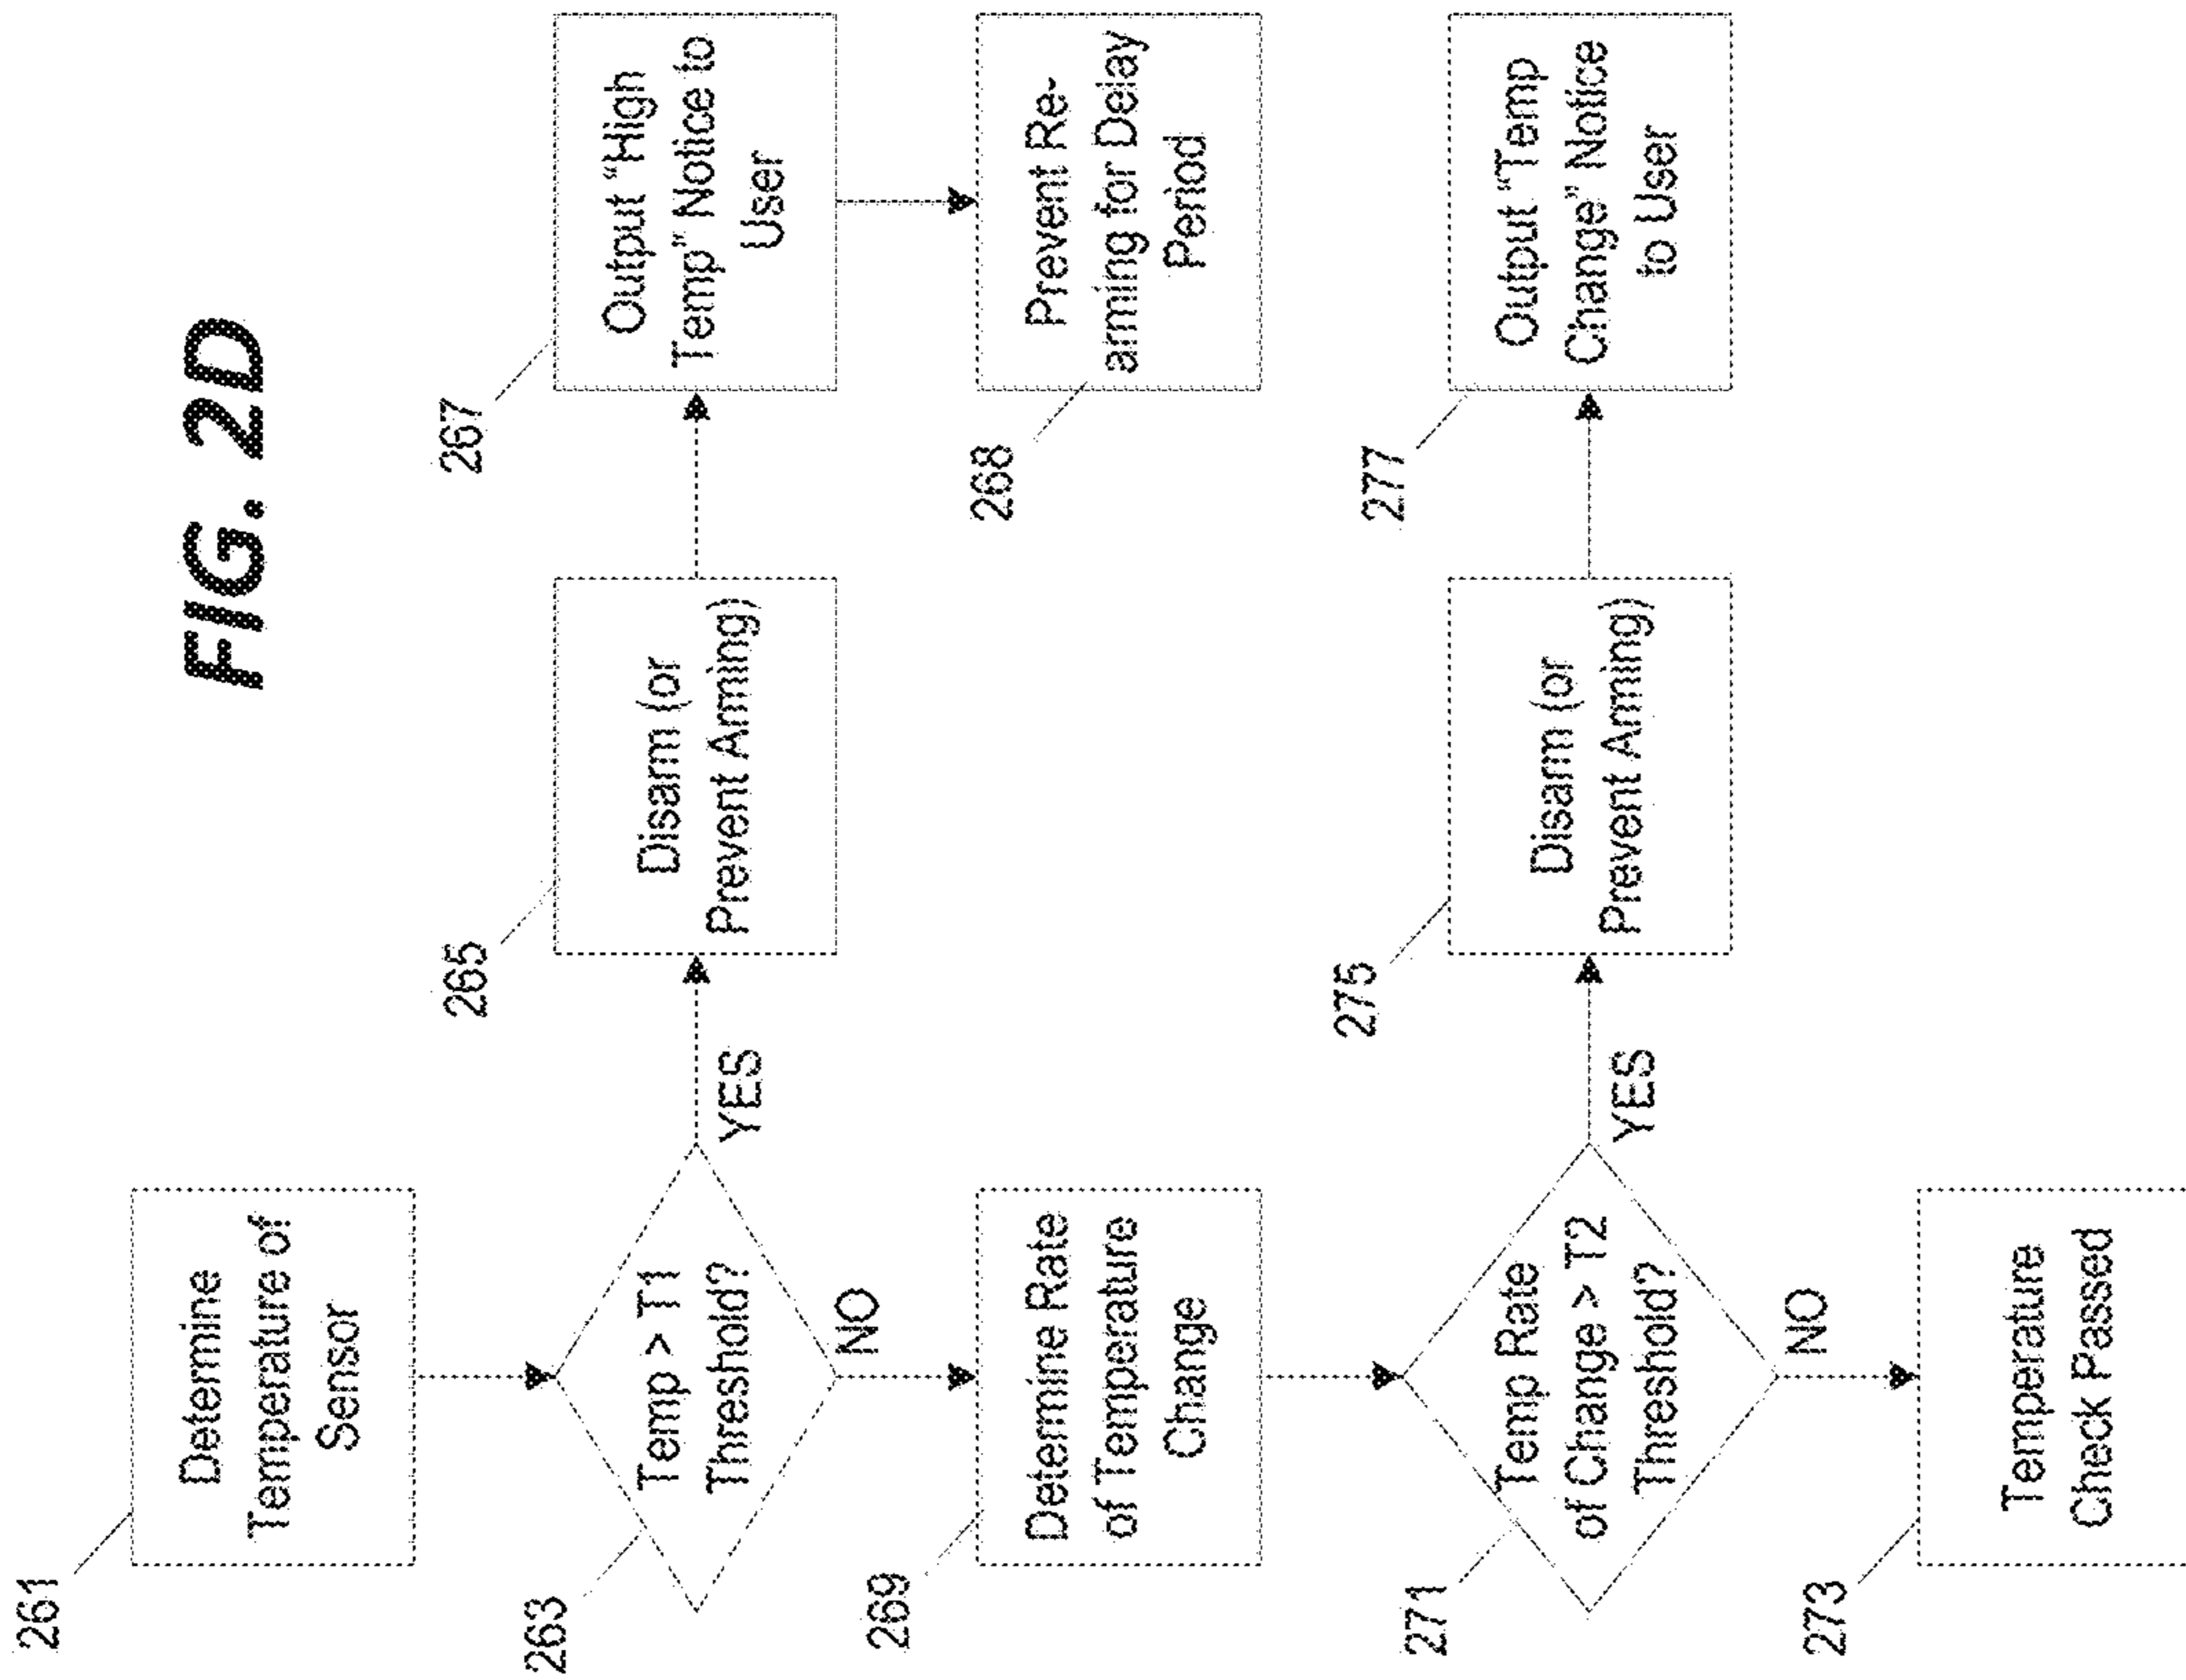 FIG. 2D
261
Determine
Temperature of
Sensor
263
Temp > T1
Threshold?
YES
NO
265
Disarm (or
Prevent Arming)
267
Output "High
Temp" Notice to
User
268
Prevent Re-
arming for Delay
Period
269
Determine Rate
of Temperature
Change
271
Temp Rate
of Change > T2
Threshold?
YES
NO
275
Disarm (or
Prevent Arming)
277
Output "Temp
Change" Notice
to User
273
Temperature
Check Passed